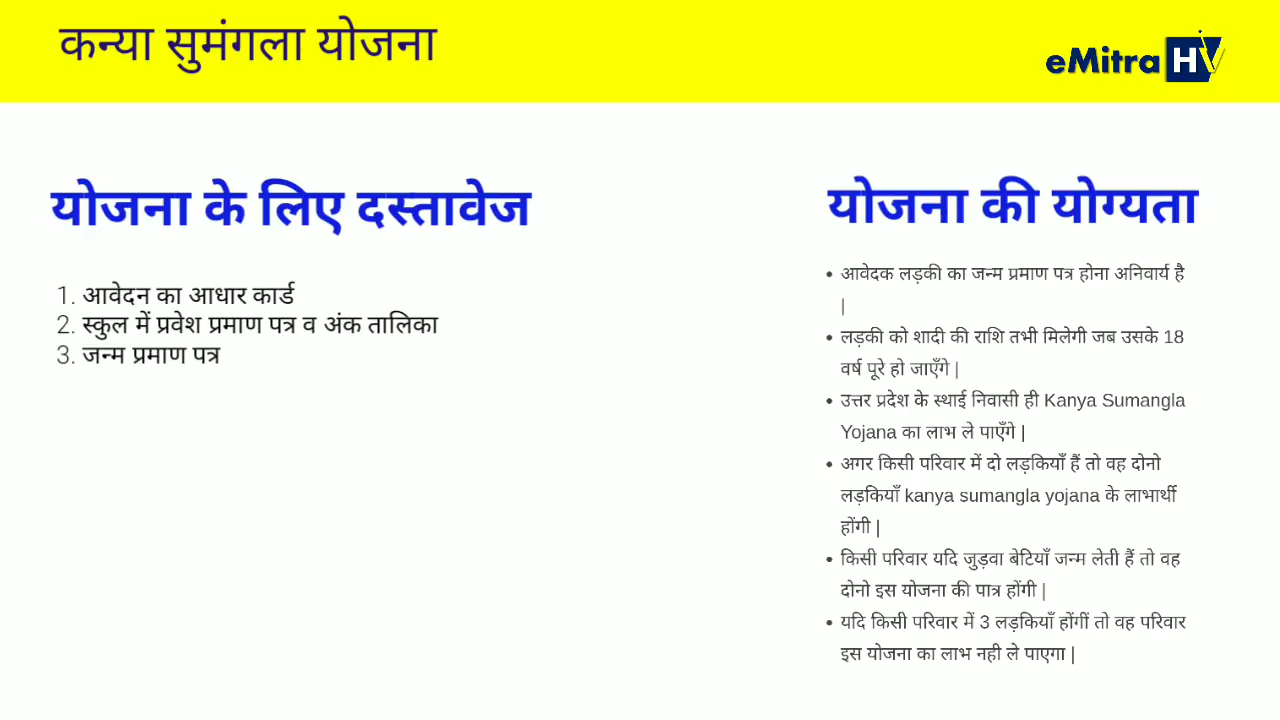 कन्या सुमंगला योजना
eMitra HV
योजना के लिए दस्तावेज
1. आवेदन का आधार कार्ड
2. स्कुल में प्रवेश प्रमाण पत्र व अंक तालिका
3. जन्म प्रमाण पत्र
योजना की योग्यता
• आवेदक लड़की का जन्म प्रमाण पत्र होना अनिवार्य है
|
• लड़की को शादी की राशि तभी मिलेगी जब उसके 18
वर्ष पूरे हो जाएँगे |
• उत्तर प्रदेश के स्थाई निवासी ही Kanya Sumangla
Yojana का लाभ ले पाएँगे |
• अगर किसी परिवार में दो लड़कियाँ हैं तो वह दोनो
लड़कियाँ kanya sumangla yojana के लाभार्थी
होंगी |
• किसी परिवार यदि जुड़वा बेटियाँ जन्म लेती हैं तो वह
दोनो इस योजना की पात्र होंगी |
• यदि किसी परिवार में 3 लड़कियाँ होंगीं तो वह परिवार
इस योजना का लाभ नही ले पाएगा |